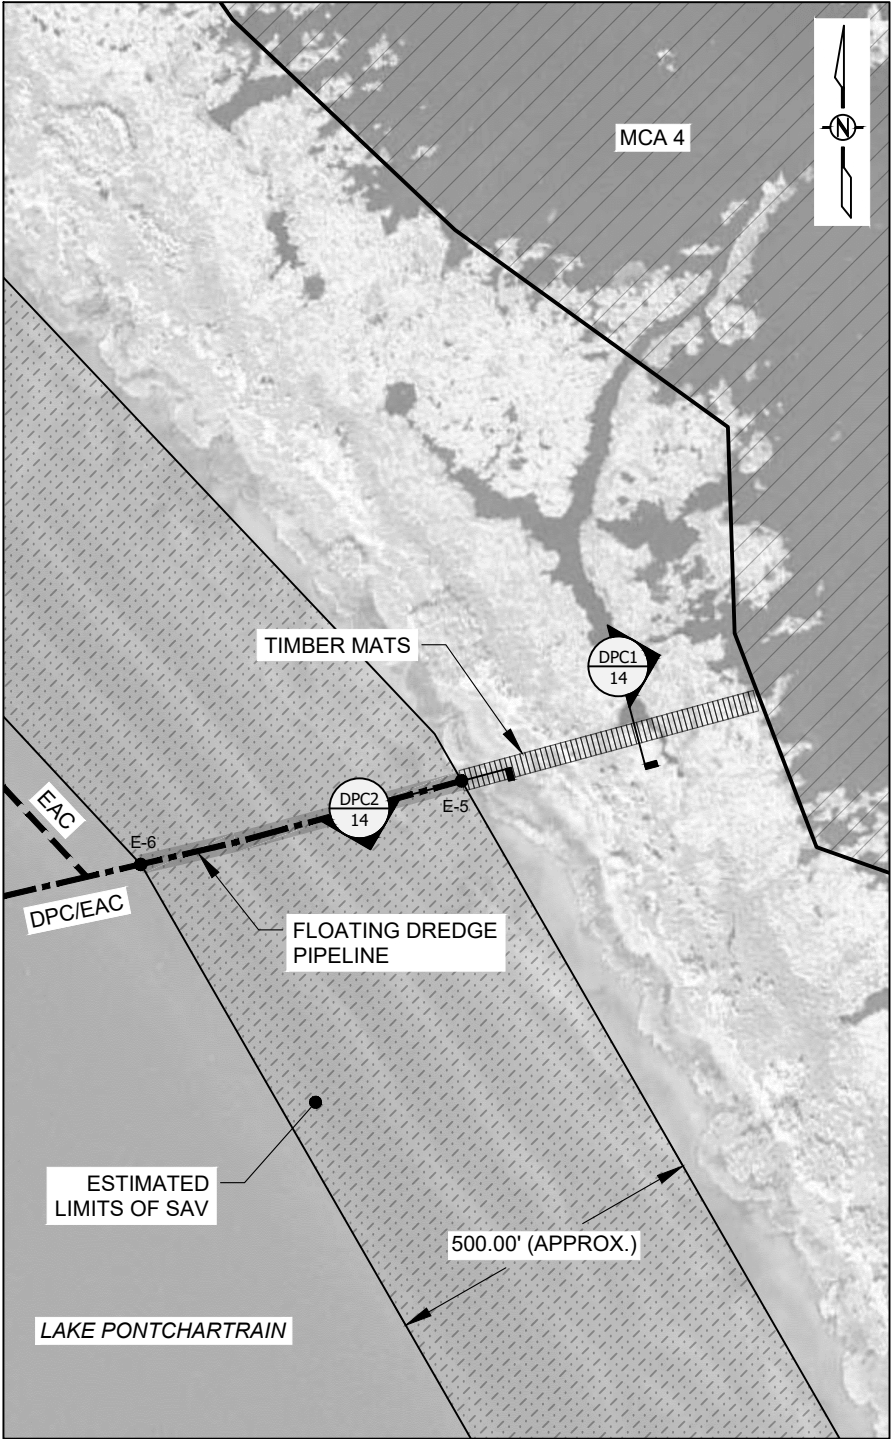 MCA 4
N
TIMBER MATS
DPC1
14
DPC2
14
E-5
EAC
E-6
DPC/EAC
FLOATING DREDGE
PIPELINE
ESTIMATED
LIMITS OF SAV
500.00' (APPROX.)
LAKE PONTCHARTRAIN